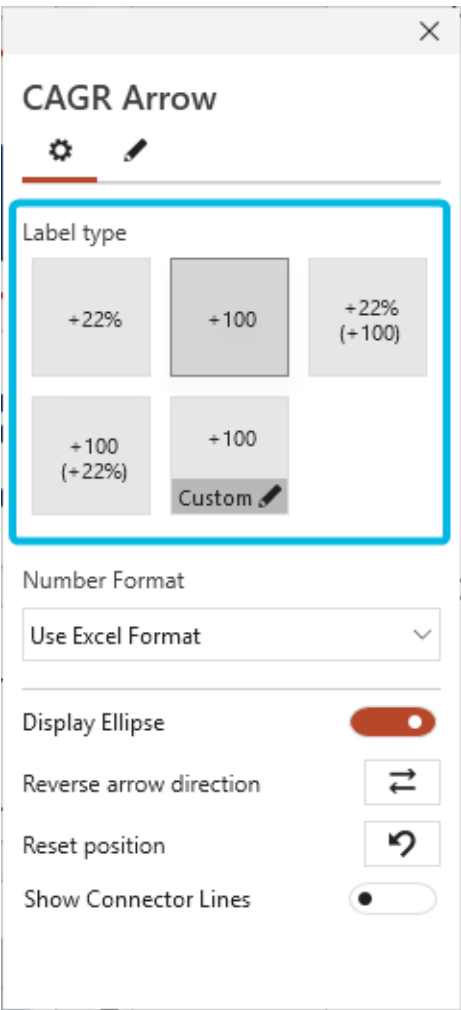 CAGR Arrow
Label type
+22%
+100
+22%
(+100)
+100
(+22%)
+100
Custom
Number Format
Use Excel Format
Display Ellipse
Reverse arrow direction
Reset position
Show Connector Lines